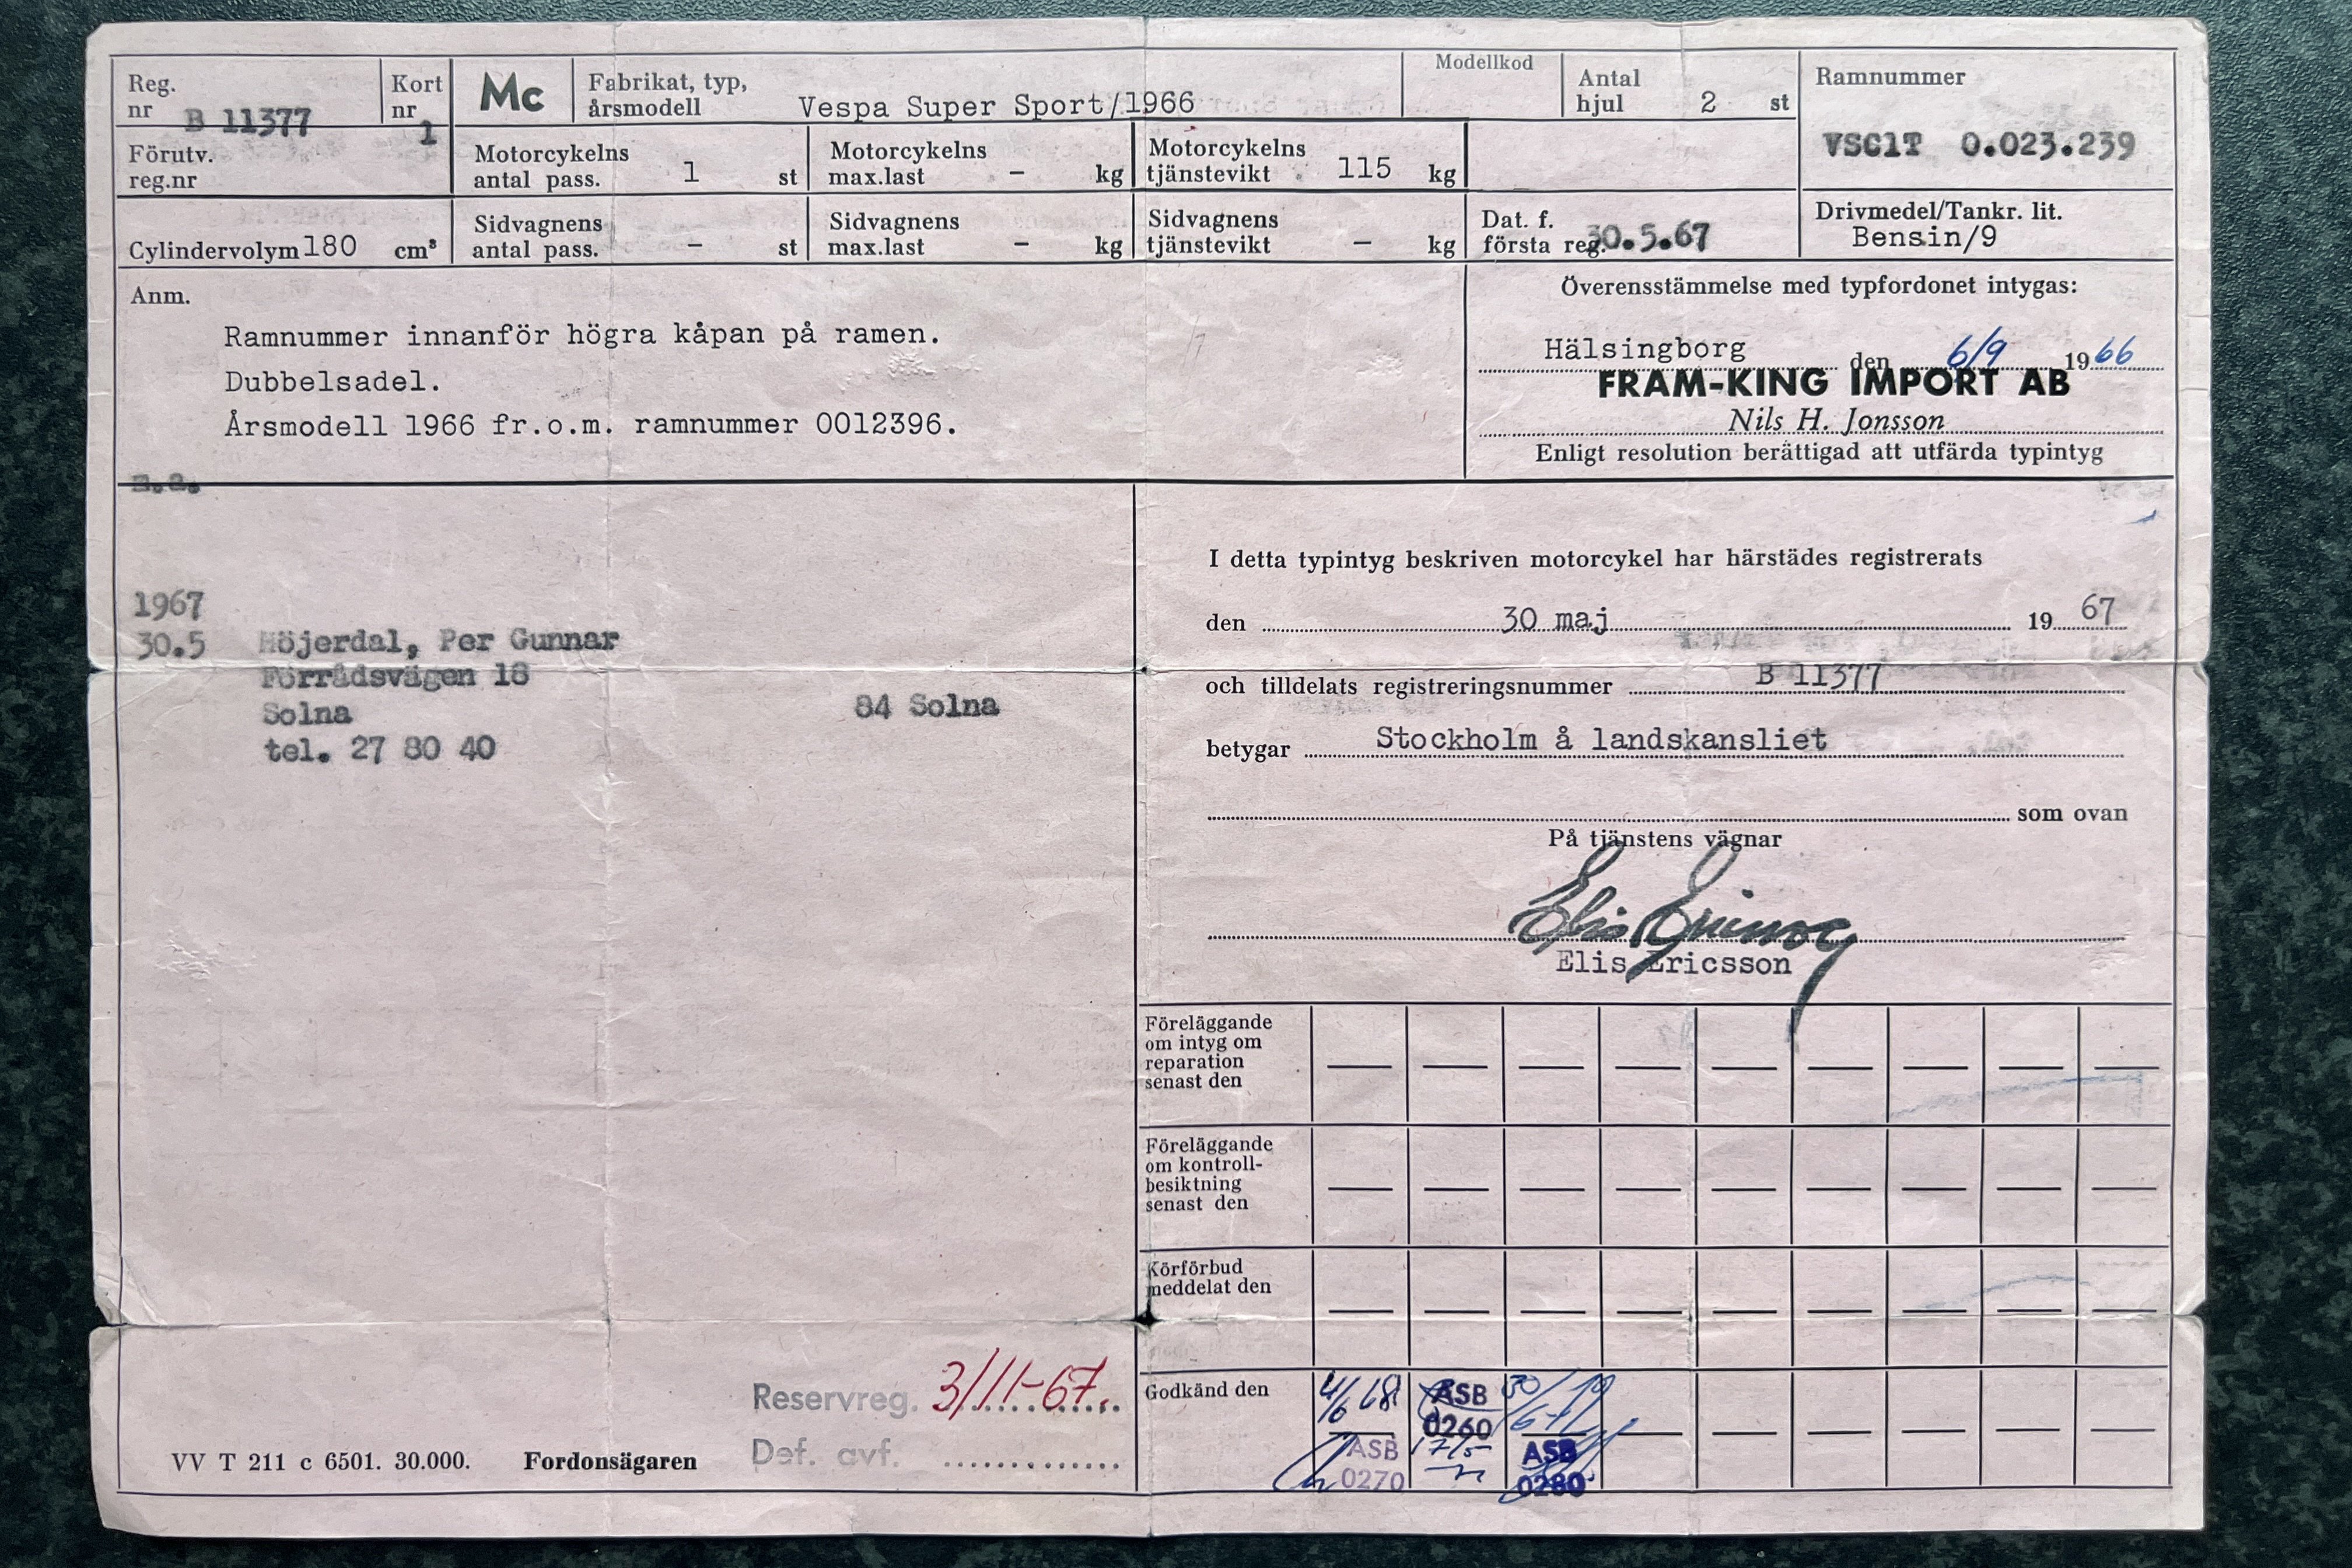 Reg. nr B 11377
Kort nr 1
Mc
Fabrikat, typ, årsmodell Vespa Super Sport/1966
Modellkod
Antal hjul 2 st
Ramnummer
VSC1T 0.023.239
Förutv. reg.nr
Motorcykelns antal pass. 1 st
Motorcykelns max.last - kg
Motorcykelns tjänstevikt 115 kg
Cylindervolym 180 cm³
Sidvagnens antal pass. - st
Sidvagnens max.last - kg
Sidvagnens tjänstevikt - kg
Dat. f. första reg. 30.5.67
Drivmedel/Tankr. lit.
Bensin/9
Anm.
Ramnummer innanför högra kåpan på ramen.
Dubbelsadel.
Årsmodell 1966 fr.o.m. ramnummer 0012396.
Överensstämmelse med typfordonet intygas:
Hälsingborg den 6/9 1966
FRAM-KING IMPORT AB
Nils H. Jonsson
Enligt resolution berättigad att utfärda typintyg
1967
30.5 Höjerdal, Per Gunnar
Förrådsvägen 18
Solna 84 Solna
tel. 27 80 40
I detta typintyg beskriven motorcykel har härstädes registrerats
den 30 maj 1967
och tilldelats registreringsnummer B 11377
betygar Stockholm å landskansliet
som ovan
På tjänstens vägnar
Elis Ericsson
Föreläggande
om intyg om
reparation
senast den
Föreläggande
om kontroll-
besiktning
senast den
Körförbud
meddelat den
Godkänd den
4/6 68
ASB
0270
ASB
0260
17/5
ASB
0280
Reservreg. 3/11-67.
Def. avf.
VV T 211 c 6501. 30.000. Fordonsägaren